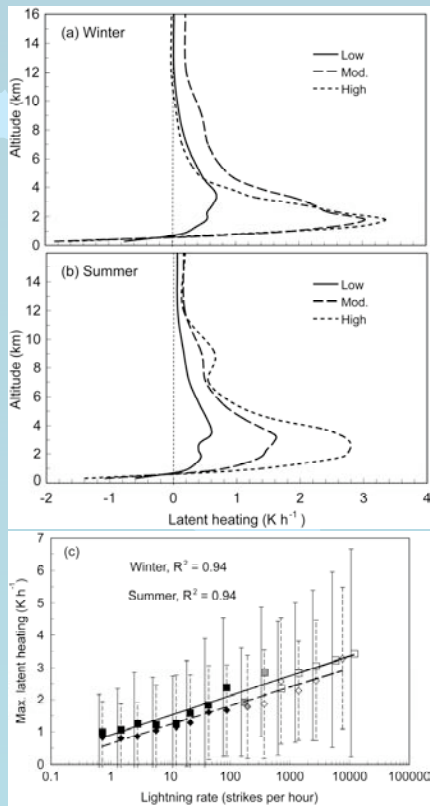 (a) Winter
16
14
12
10
8
6
4
2
0
Altitude (km)
Low
Mod.
High
(b) Summer
14
12
10
8
6
4
2
0
Altitude (km)
Low
Mod.
High
-2 -1 0 1 2 3 4
Latent heating (K h⁻¹)
(c)
Winter, R³ = 0.94
Summer, R² = 0.94
7
6
5
4
3
2
1
0
Max. latent heating (K h⁻¹)
0.1 1 10 100 1000 10000 100000
Lightning rate (strikes per hour)